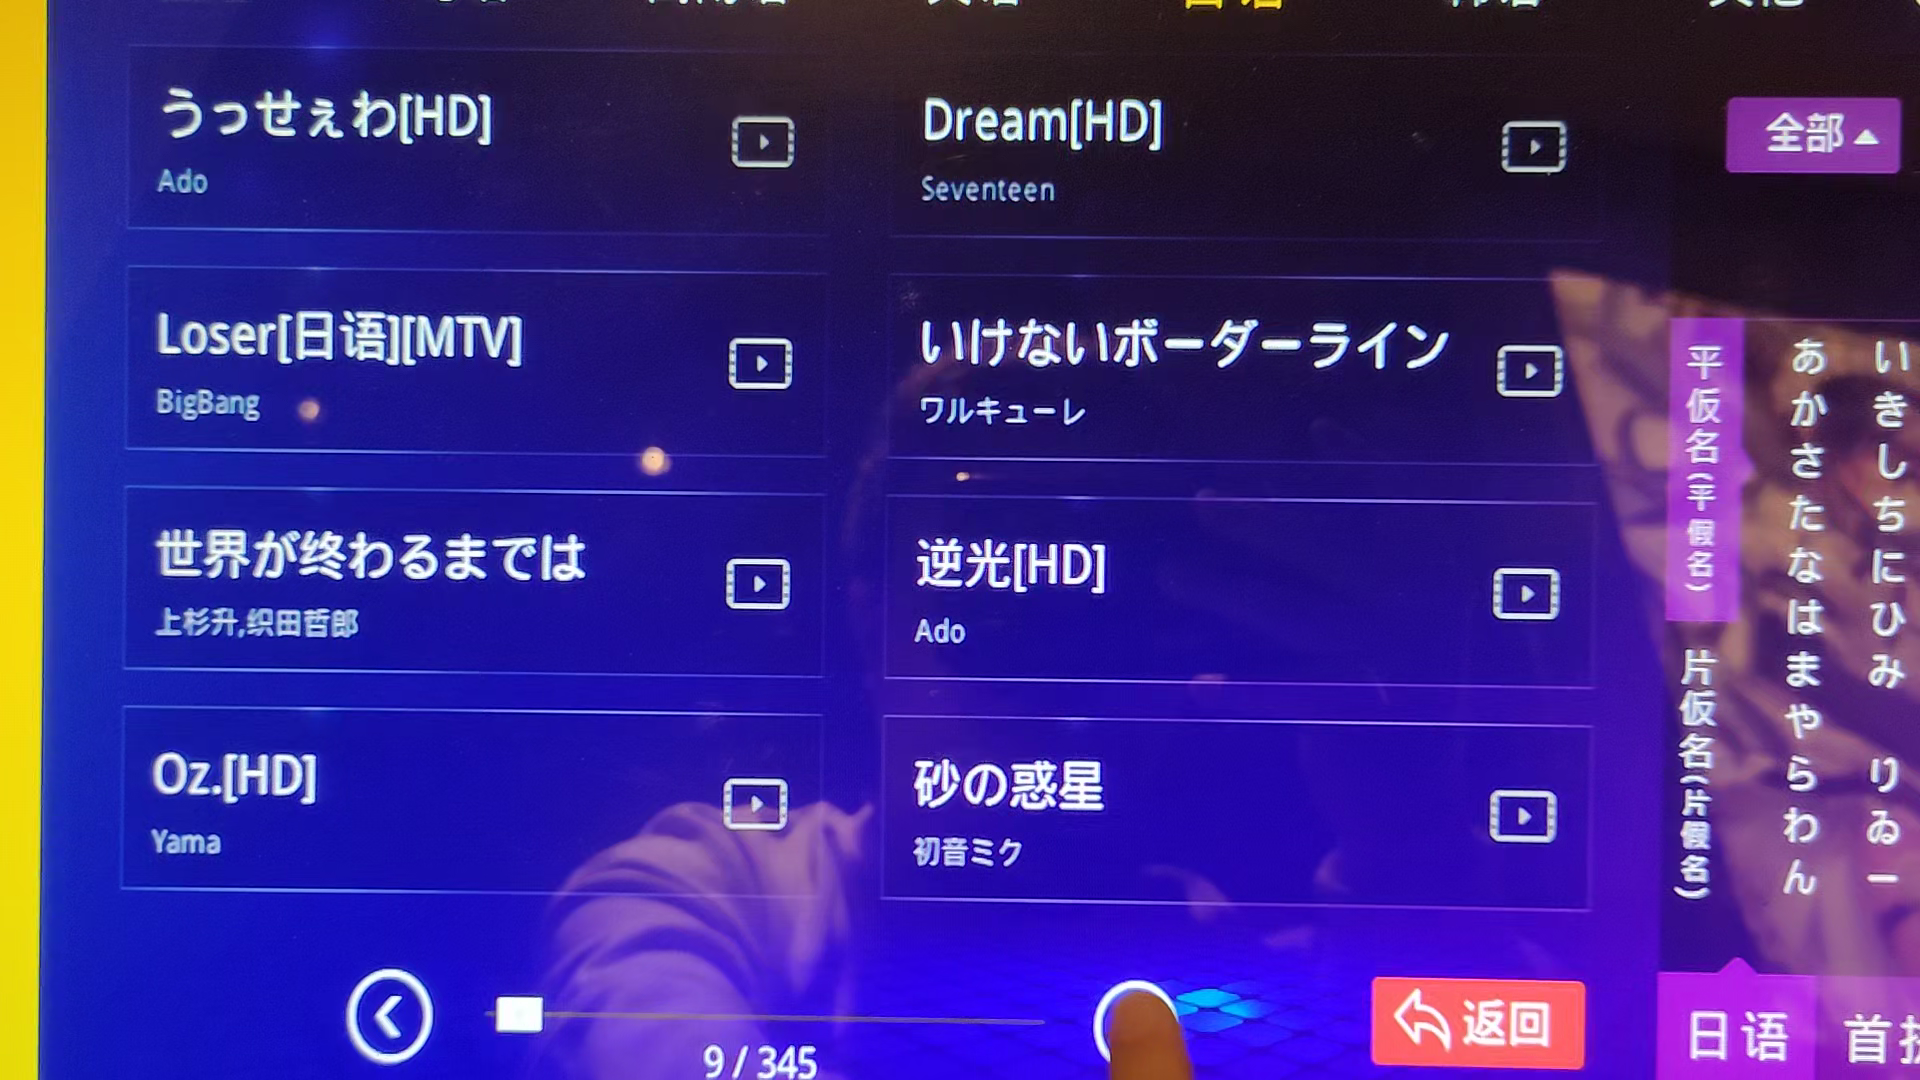 日语
うっせぇわ[HD]
Ado
Dream[HD]
Seventeen
全部
Loser[日语][MTV]
BigBang
いけないボーダーライン
ワルキューレ
世界が终わるまでは
上杉升,织田哲郎
逆光[HD]
Ado
Oz.[HD]
Yama
砂の惑星
初音ミク
平仮名(平假名)
片仮名(片假名)
あかさたなはまやらわん
いきしちにひみ りゐー
9 / 345
返回
日语
首